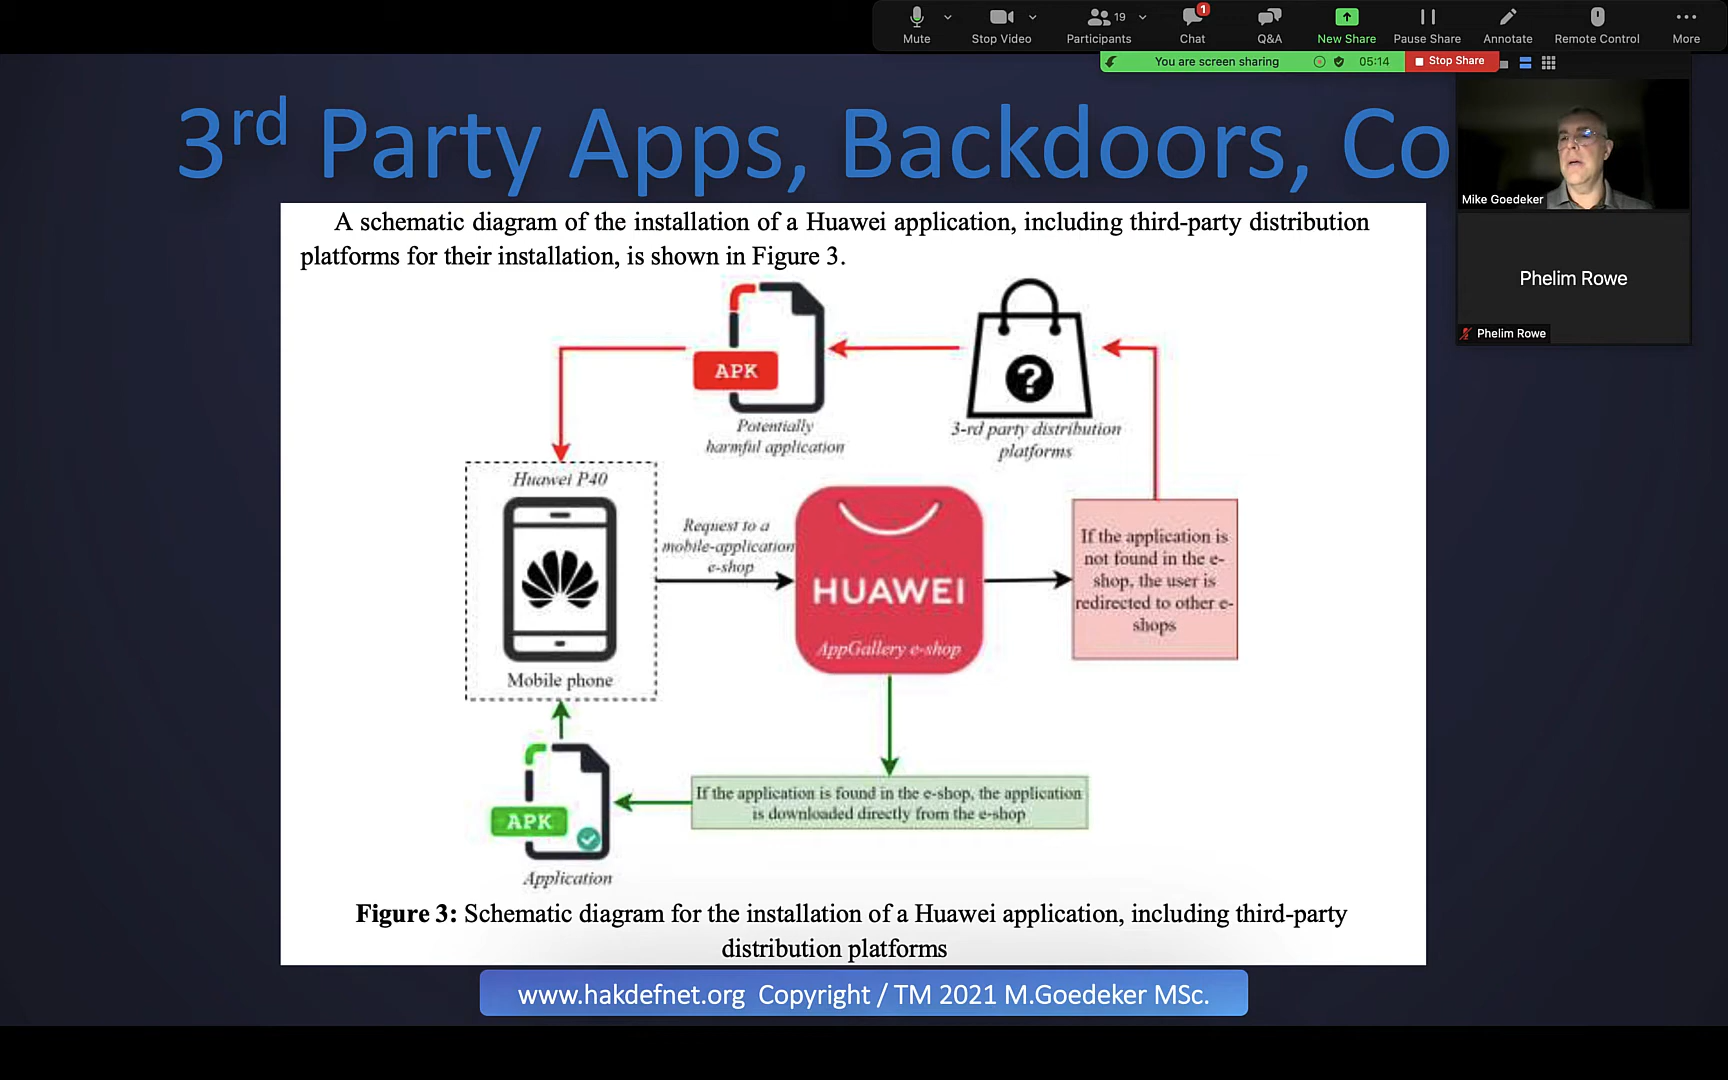 Mute
Stop Video
Participants
19
Chat
1
Q&A
New Share
Pause Share
Annotate
Remote Control
More
You are screen sharing
05:14
Stop Share
3rd Party Apps, Backdoors, Co
Mike Goedeker
Phelim Rowe
Phelim Rowe
A schematic diagram of the installation of a Huawei application, including third-party distribution
platforms for their installation, is shown in Figure 3.
APK
Potentially
harmful application
?
3-rd party distribution
platforms
Huawei P40
Mobile phone
Request to a
mobile-application
e-shop
HUAWEI
AppGallery e-shop
If the application is
not found in the e-
shop, the user is
redirected to other e-
shops
If the application is found in the e-shop, the application
is downloaded directly from the e-shop
APK
Application
Figure 3: Schematic diagram for the installation of a Huawei application, including third-party
distribution platforms
www.hakdefnet.org Copyright / TM 2021 M.Goedeker MSc.